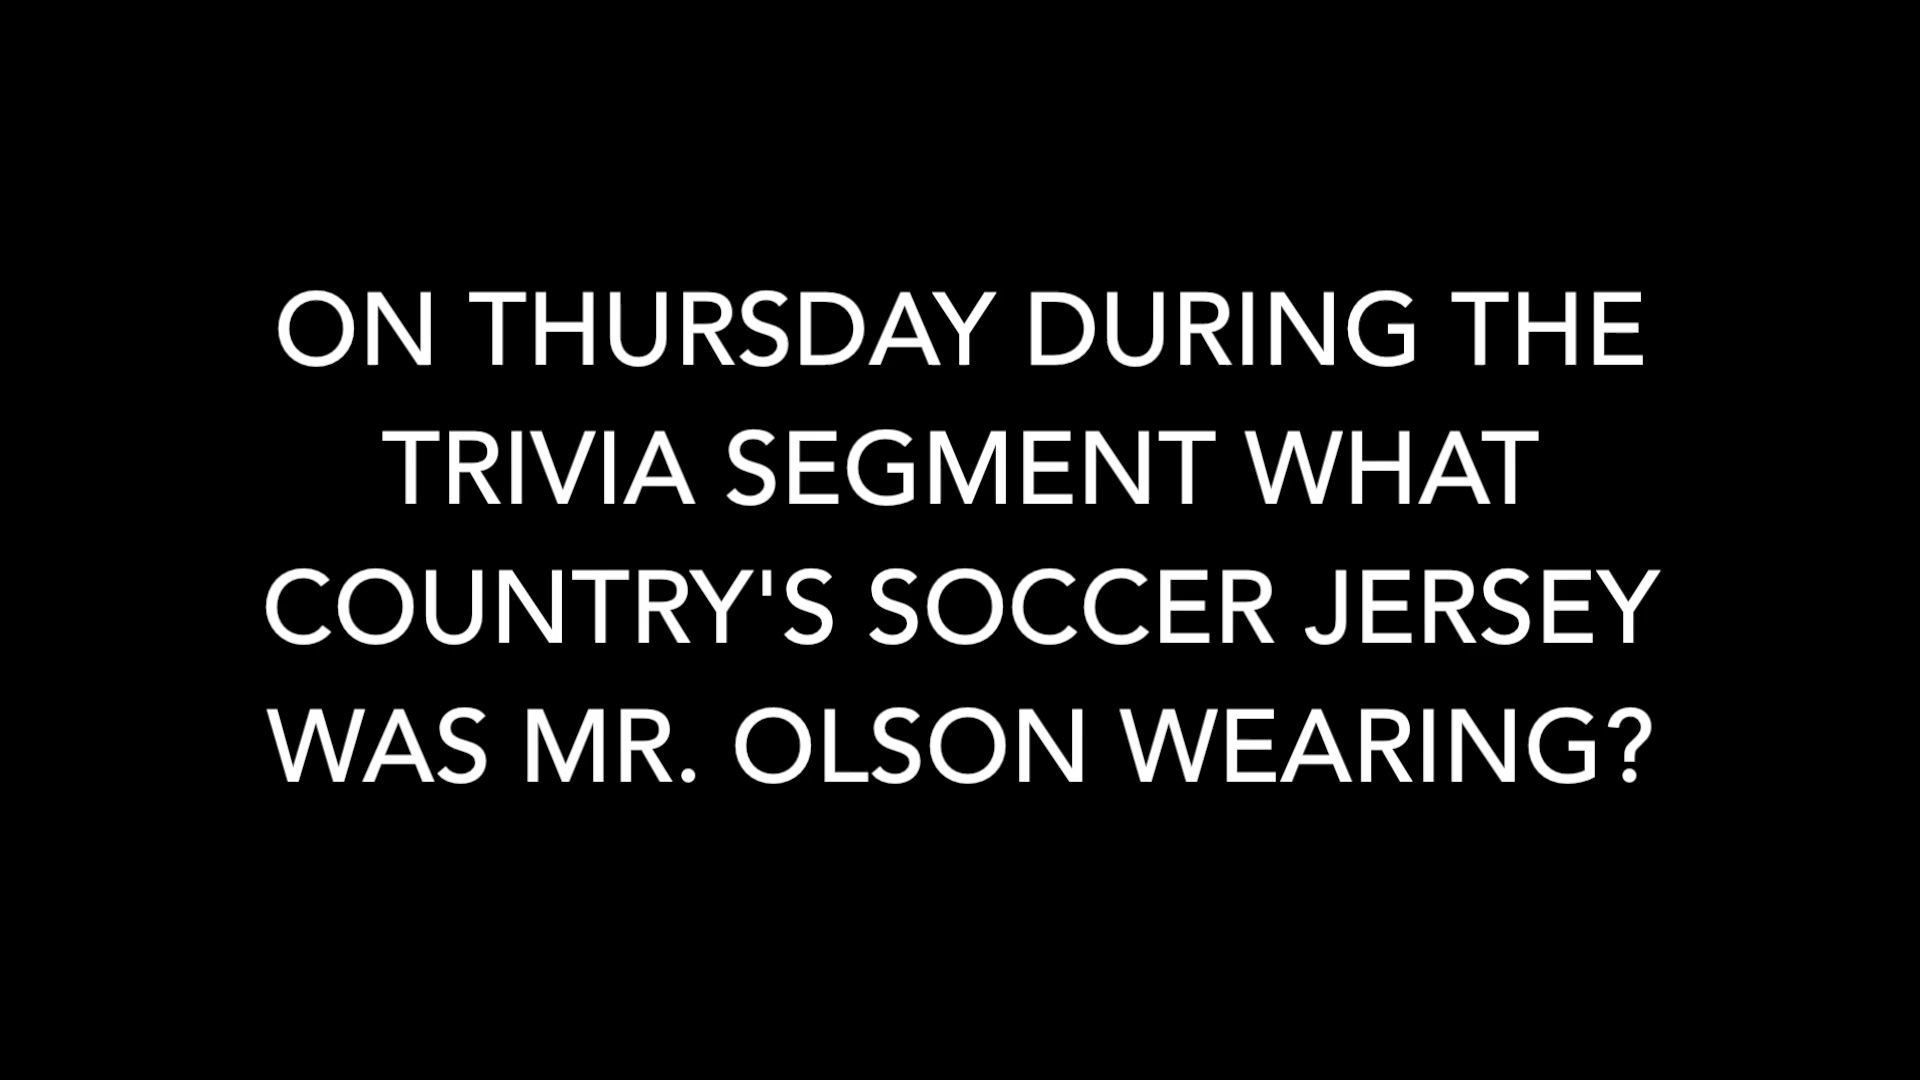 ON THURSDAY DURING THE
TRIVIA SEGMENT WHAT
COUNTRY'S SOCCER JERSEY
WAS MR. OLSON WEARING?